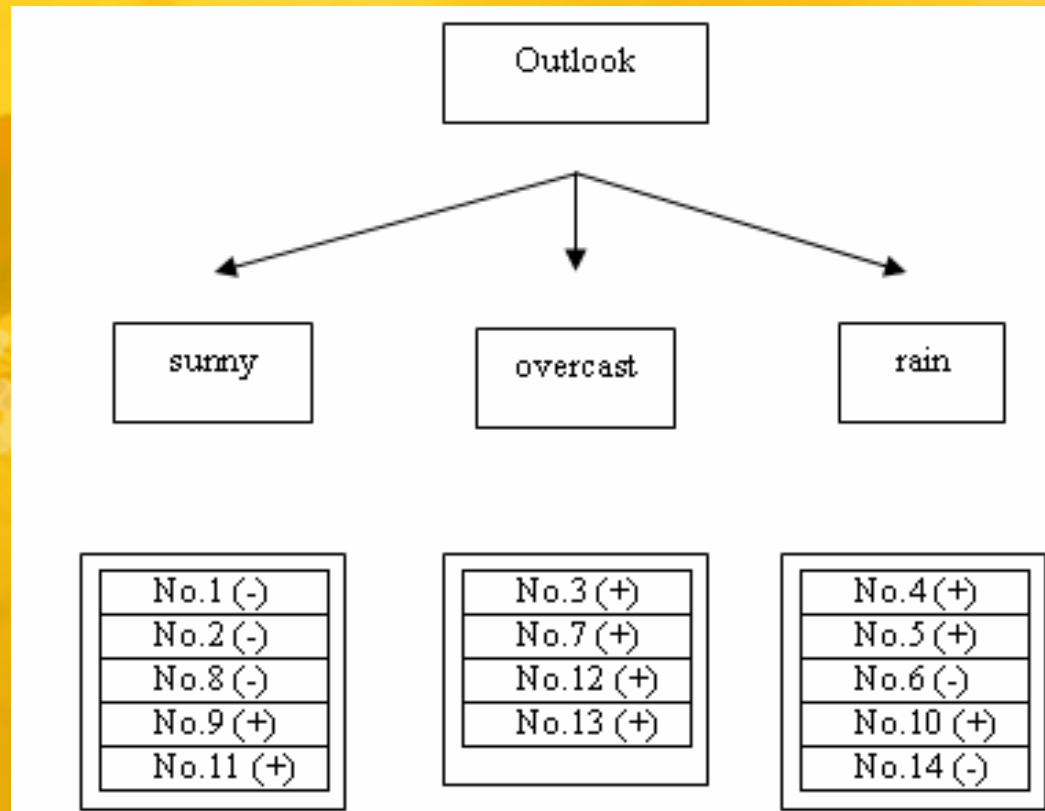 Outlook
sunny
overcast
rain
No.1 (-)
No.2 (-)
No.8 (-)
No.9 (+)
No.11 (+)
No.3 (+)
No.7 (+)
No.12 (+)
No.13 (+)
No.4 (+)
No.5 (+)
No.6 (-)
No.10 (+)
No.14 (-)